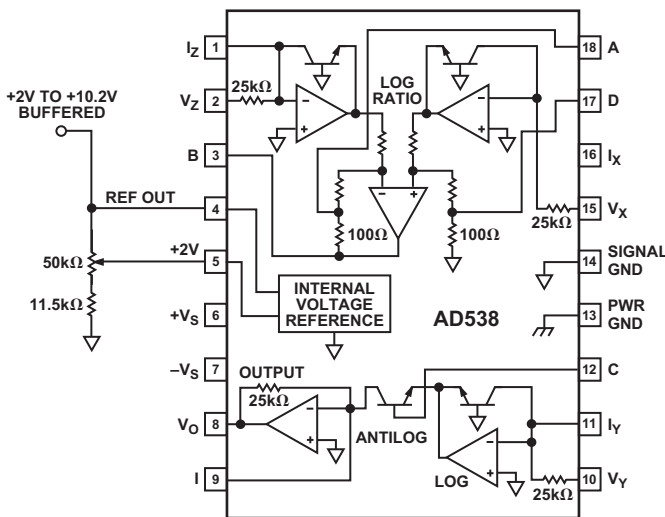 +2V TO +10.2V
BUFFERED
REF OUT
+2V
50kΩ
11.5kΩ
IZ 1
VZ 2
B 3
4
5
+VS 6
–VS 7
VO 8
I 9
18 A
17 D
16 IX
15 VX
14 SIGNAL
GND
13 PWR
GND
12 C
11 IY
10 VY
25kΩ
LOG
RATIO
100Ω
100Ω
25kΩ
INTERNAL
VOLTAGE
REFERENCE
AD538
OUTPUT
25kΩ
ANTILOG
LOG
25kΩ
– +
– +
– +
– +
– +